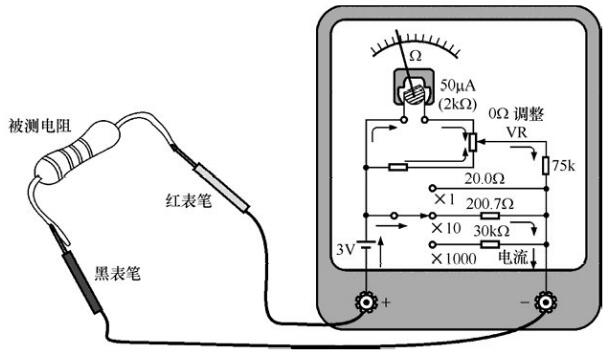 Ω
50μA
(2kΩ)
0Ω 调整
VR
75k
被测电阻
红表笔
20.0Ω
×1
200.7Ω
×10
30kΩ
×1000
电流
3V
黑表笔
+
−